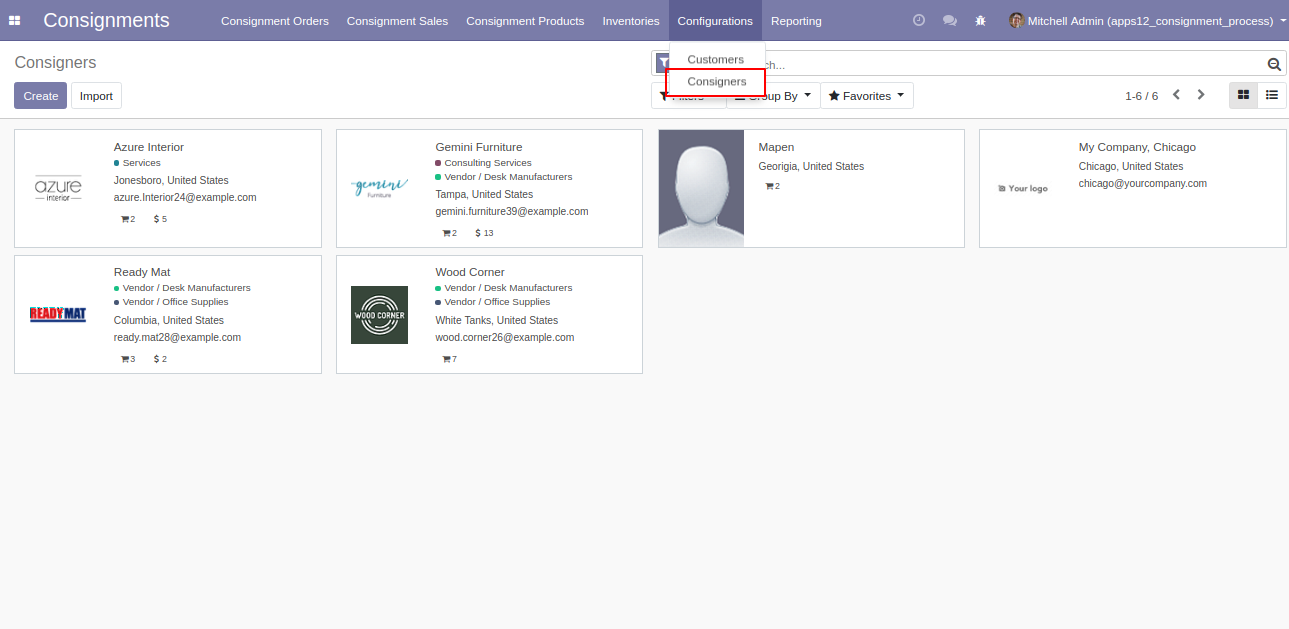 Consignments Consignment Orders Consignment Sales Consignment Products Inventories Configurations Reporting Mitchell Admin (apps12_consignment_process)
Customers
Consigners
Consigners
ch...
Create Import
Filters Group By Favorites 1-6 / 6
Azure Interior
Services
Jonesboro, United States
azure.Interior24@example.com
2 $ 5
azure
interior
Gemini Furniture
Consulting Services
Vendor / Desk Manufacturers
Tampa, United States
gemini.furniture39@example.com
2 $ 13
gemini
Furniture
Mapen
Georigia, United States
2
My Company, Chicago
Chicago, United States
chicago@yourcompany.com
Your logo
Ready Mat
Vendor / Desk Manufacturers
Vendor / Office Supplies
Columbia, United States
ready.mat28@example.com
3 $ 2
READYMAT
Wood Corner
Vendor / Desk Manufacturers
Vendor / Office Supplies
White Tanks, United States
wood.corner26@example.com
7
WOOD CORNER